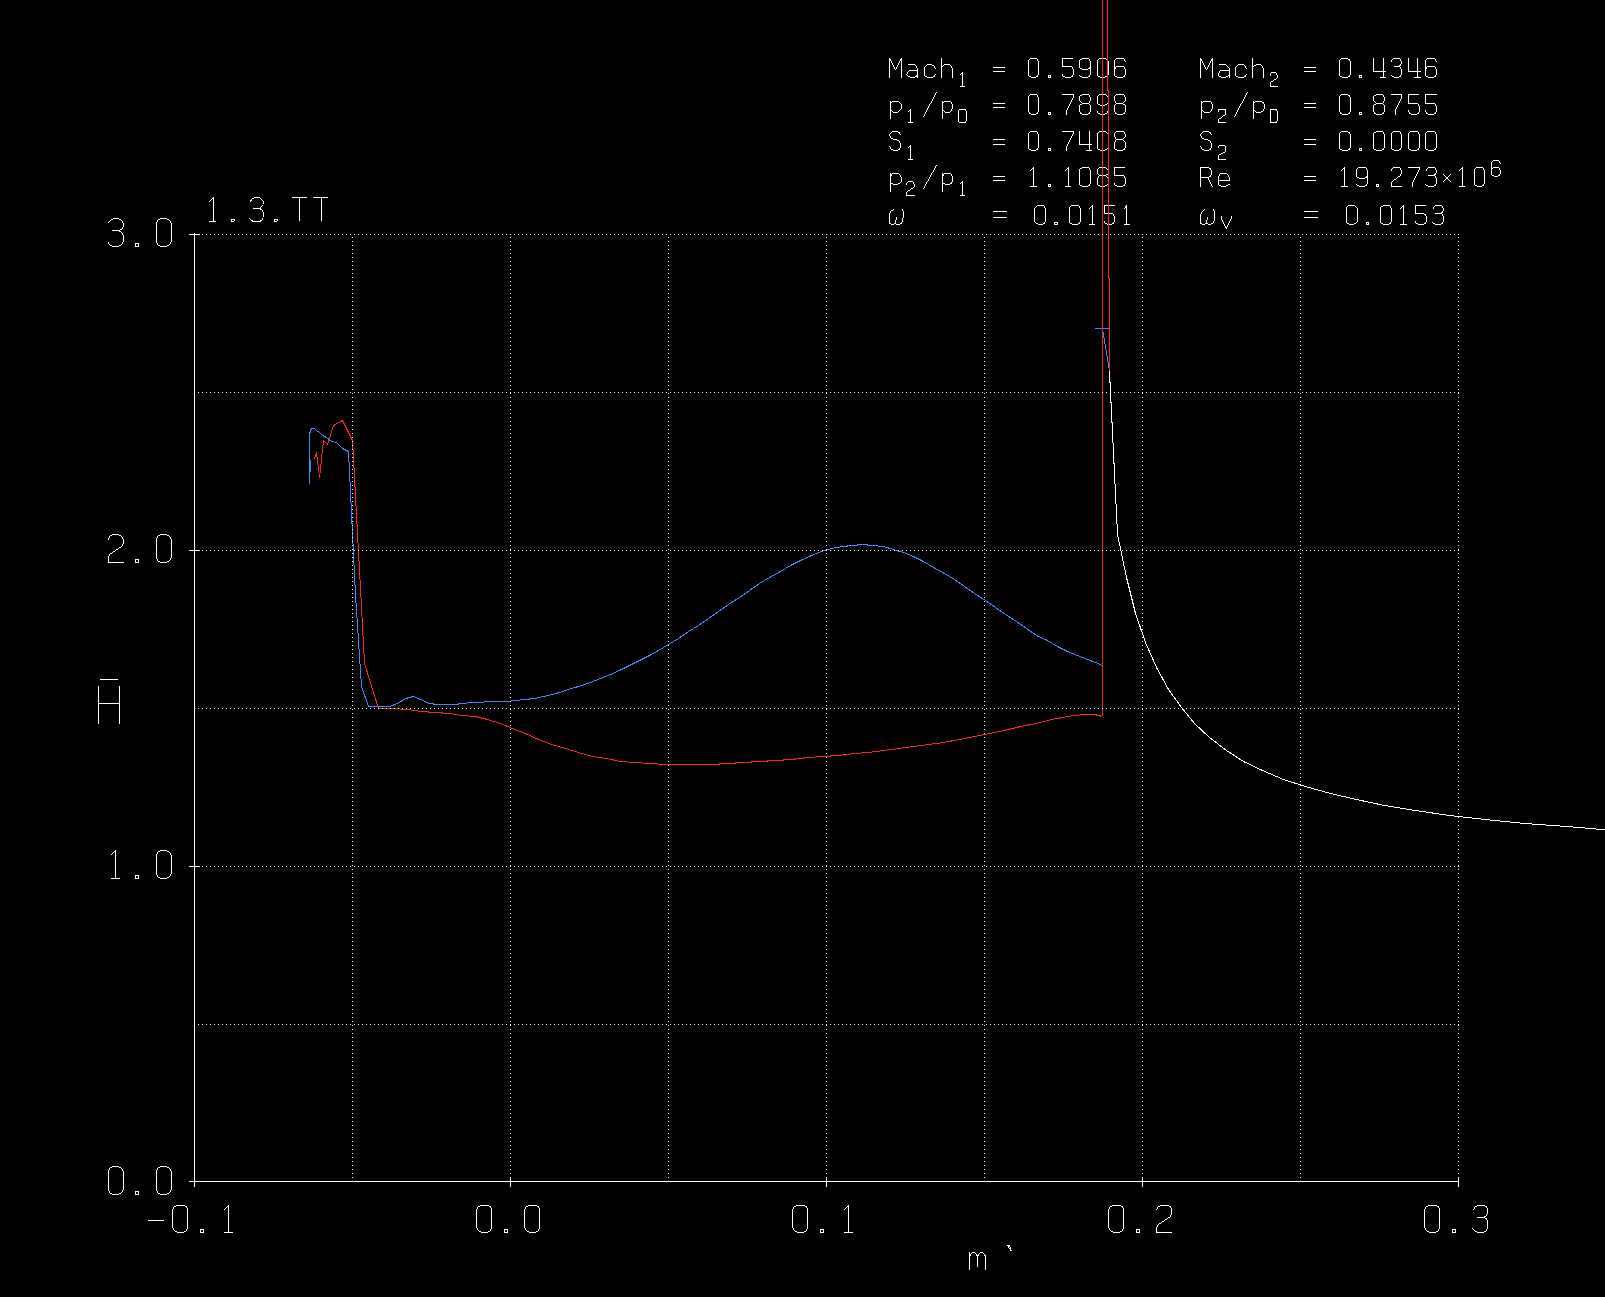 Mach₁ = 0.5906 Mach₂ = 0.4346
p₁/p₀ = 0.7898 p₂/p₀ = 0.8755
S₁ = 0.7408 S₂ = 0.0000
p₂/p₁ = 1.1085 Re = 19.273×10⁶
ω = 0.0151 ωᵥ = 0.0153
1.3.TT
3.0
2.0
H̅
1.0
0.0
-0.1 0.0 0.1 0.2 0.3
m`